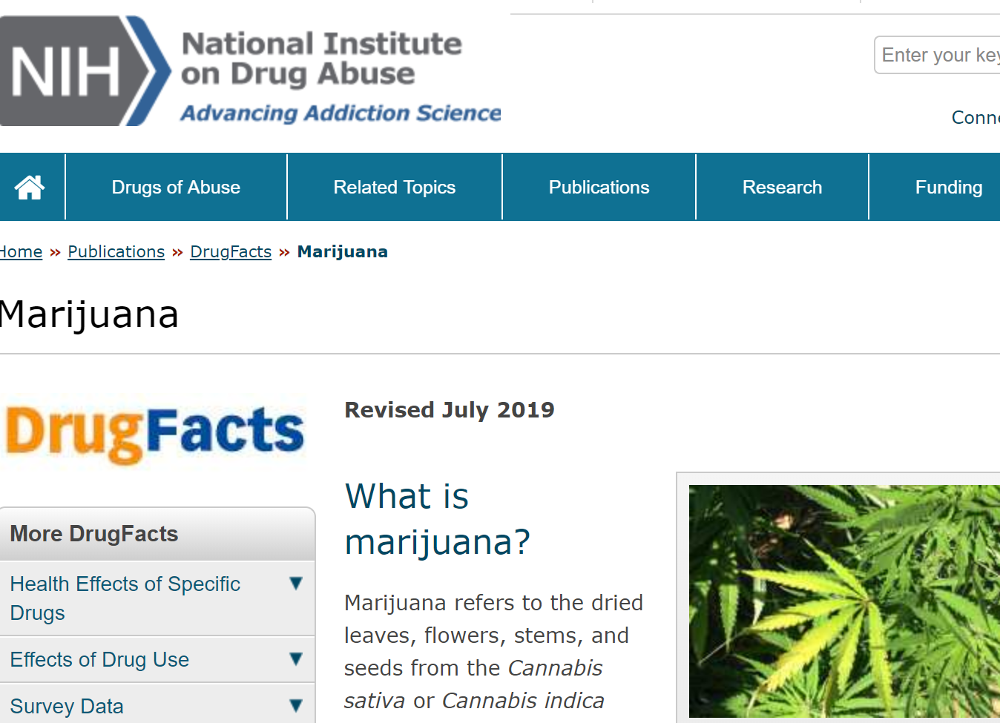 NIH
National Institute
on Drug Abuse
Advancing Addiction Science
Enter your
Drugs of Abuse
Related Topics
Publications
Research
Funding
Home » Publications » DrugFacts » Marijuana
Marijuana
DrugFacts
Revised July 2019
More DrugFacts
Health Effects of Specific
Drugs
Effects of Drug Use
Survey Data
What is
marijuana?
Marijuana refers to the dried
leaves, flowers, stems, and
seeds from the Cannabis
sativa or Cannabis indica